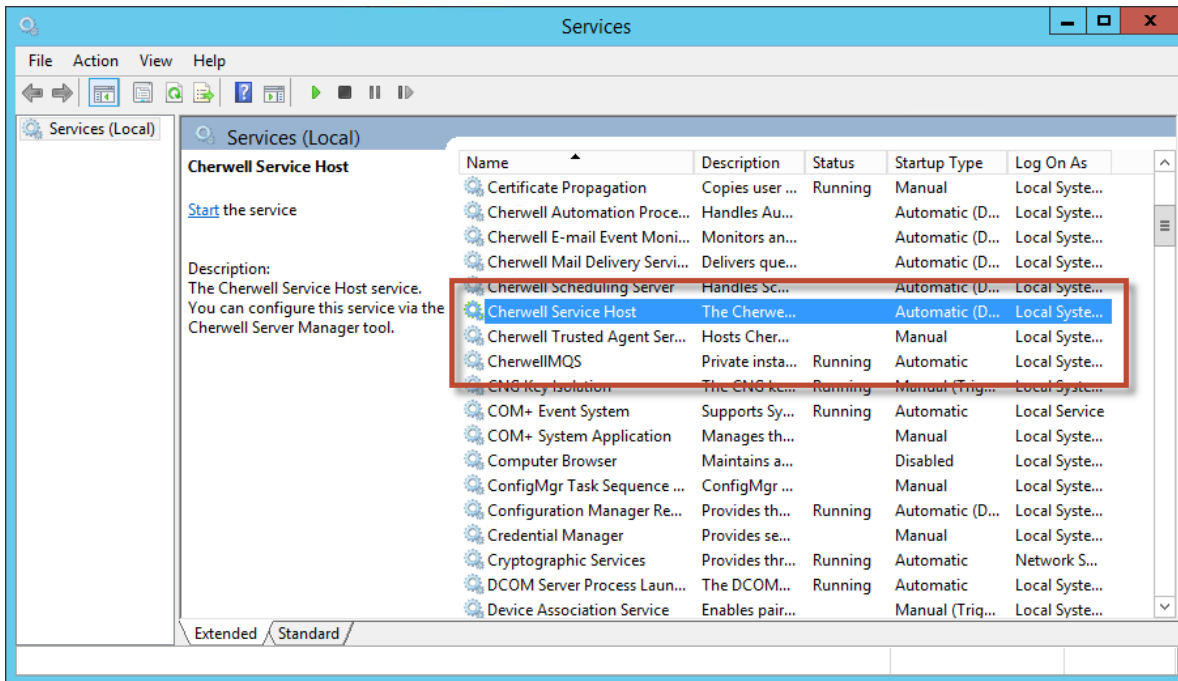 Services
File Action View Help
Services (Local)
Services (Local)
Cherwell Service Host
Start the service
Description:
The Cherwell Service Host service.
You can configure this service via the
Cherwell Server Manager tool.
Name Description Status Startup Type Log On As
Certificate Propagation Copies user ... Running Manual Local Syste...
Cherwell Automation Proce... Handles Au... Automatic (D... Local Syste...
Cherwell E-mail Event Moni... Monitors an... Automatic (D... Local Syste...
Cherwell Mail Delivery Servi... Delivers que... Automatic (D... Local Syste...
Cherwell Scheduling Server Handles Sc... Automatic (D... Local Syste...
Cherwell Service Host The Cherwe... Automatic (D... Local Syste...
Cherwell Trusted Agent Ser... Hosts Cher... Manual Local Syste...
CherwellMQS Private insta... Running Automatic Local Syste...
CNG Key Isolation The CNG ke... Running Manual (Trig... Local Syste...
COM+ Event System Supports Sy... Running Automatic Local Service
COM+ System Application Manages th... Manual Local Syste...
Computer Browser Maintains a... Disabled Local Syste...
ConfigMgr Task Sequence ... ConfigMgr ... Manual Local Syste...
Configuration Manager Re... Provides th... Running Automatic (D... Local Syste...
Credential Manager Provides se... Manual Local Syste...
Cryptographic Services Provides thr... Running Automatic Network S...
DCOM Server Process Laun... The DCOM... Running Automatic Local Syste...
Device Association Service Enables pair... Manual (Trig... Local Syste...
Extended Standard